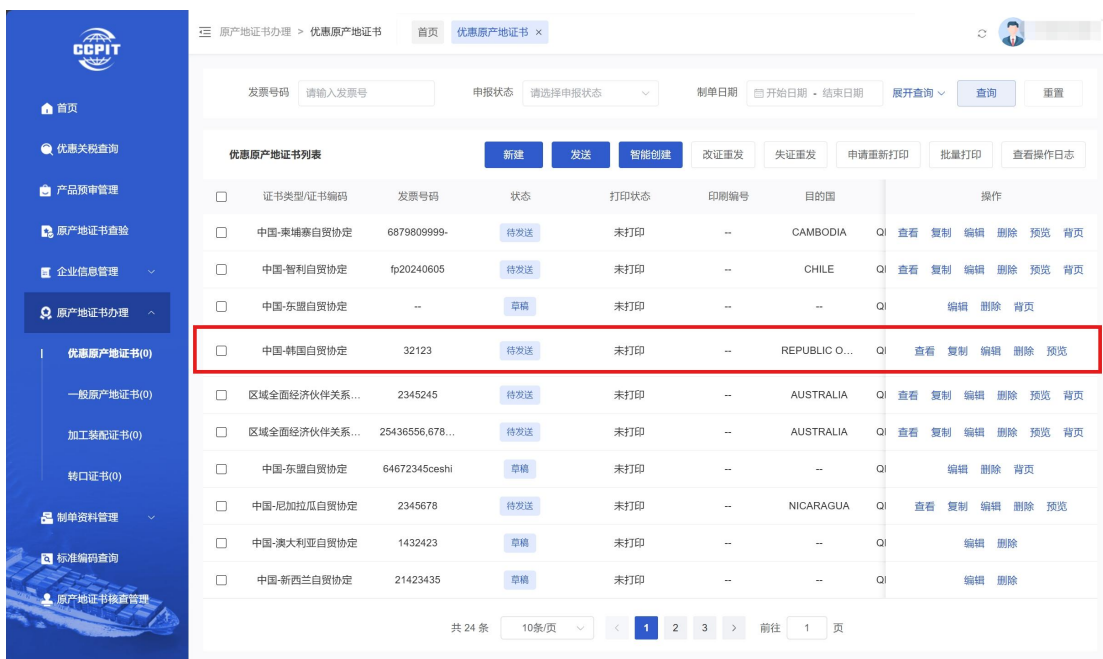 CCPIT
原产地证书办理 > 优惠原产地证书 首页 优惠原产地证书 ×
首页
优惠关税查询
产品预审管理
原产地证书查验
企业信息管理
原产地证书办理
优惠原产地证书(0)
一般原产地证书(0)
加工装配证书(0)
转口证书(0)
制单资料管理
标准编码查询
原产地证书核查管理
发票号码 请输入发票号 申报状态 请选择申报状态 制单日期 开始日期 - 结束日期 展开查询 查询 重置
优惠原产地证书列表 新建 发送 智能创建 改证重发 失证重发 申请重新打印 批量打印 查看操作日志
证书类型/证书编码 发票号码 状态 打印状态 印刷编号 目的国 操作
中国-柬埔寨自贸协定 6879809999- 待发送 未打印 -- CAMBODIA QI 查看 复制 编辑 删除 预览 背页
中国-智利自贸协定 fp20240605 待发送 未打印 -- CHILE QI 查看 复制 编辑 删除 预览 背页
中国-东盟自贸协定 -- 草稿 未打印 -- -- QI 编辑 删除 背页
中国-韩国自贸协定 32123 待发送 未打印 -- REPUBLIC O... QI 查看 复制 编辑 删除 预览
区域全面经济伙伴关系... 2345245 待发送 未打印 -- AUSTRALIA QI 查看 复制 编辑 删除 预览 背页
区域全面经济伙伴关系... 25436556,678... 待发送 未打印 -- AUSTRALIA QI 查看 复制 编辑 删除 预览 背页
中国-东盟自贸协定 64672345ceshi 草稿 未打印 -- -- QI 编辑 删除 背页
中国-尼加拉瓜自贸协定 2345678 待发送 未打印 -- NICARAGUA QI 查看 复制 编辑 删除 预览
中国-澳大利亚自贸协定 1432423 草稿 未打印 -- -- QI 编辑 删除
中国-新西兰自贸协定 21423435 草稿 未打印 -- -- QI 编辑 删除
共 24 条 10条/页 < 1 2 3 > 前往 1 页